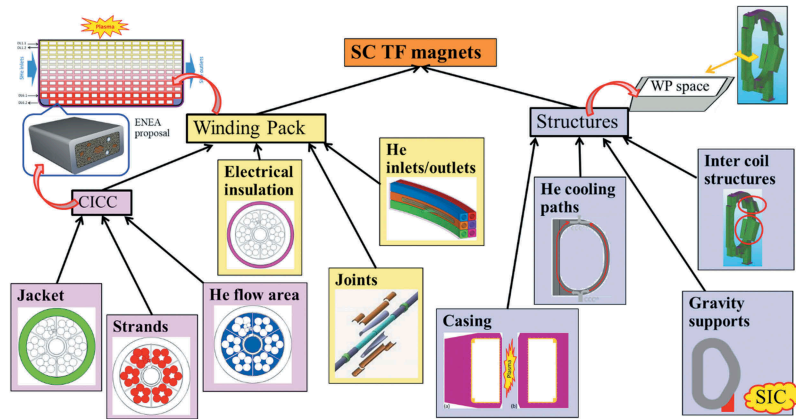 Plasma
SC TF magnets
WP space
ENEA
proposal
Winding Pack
Structures
Electrical
insulation
He
inlets/outlets
He cooling
paths
Inter coil
structures
CICC
Jacket
Strands
He flow area
Joints
Casing
Plasma
(a)
(b)
Gravity
supports
SIC